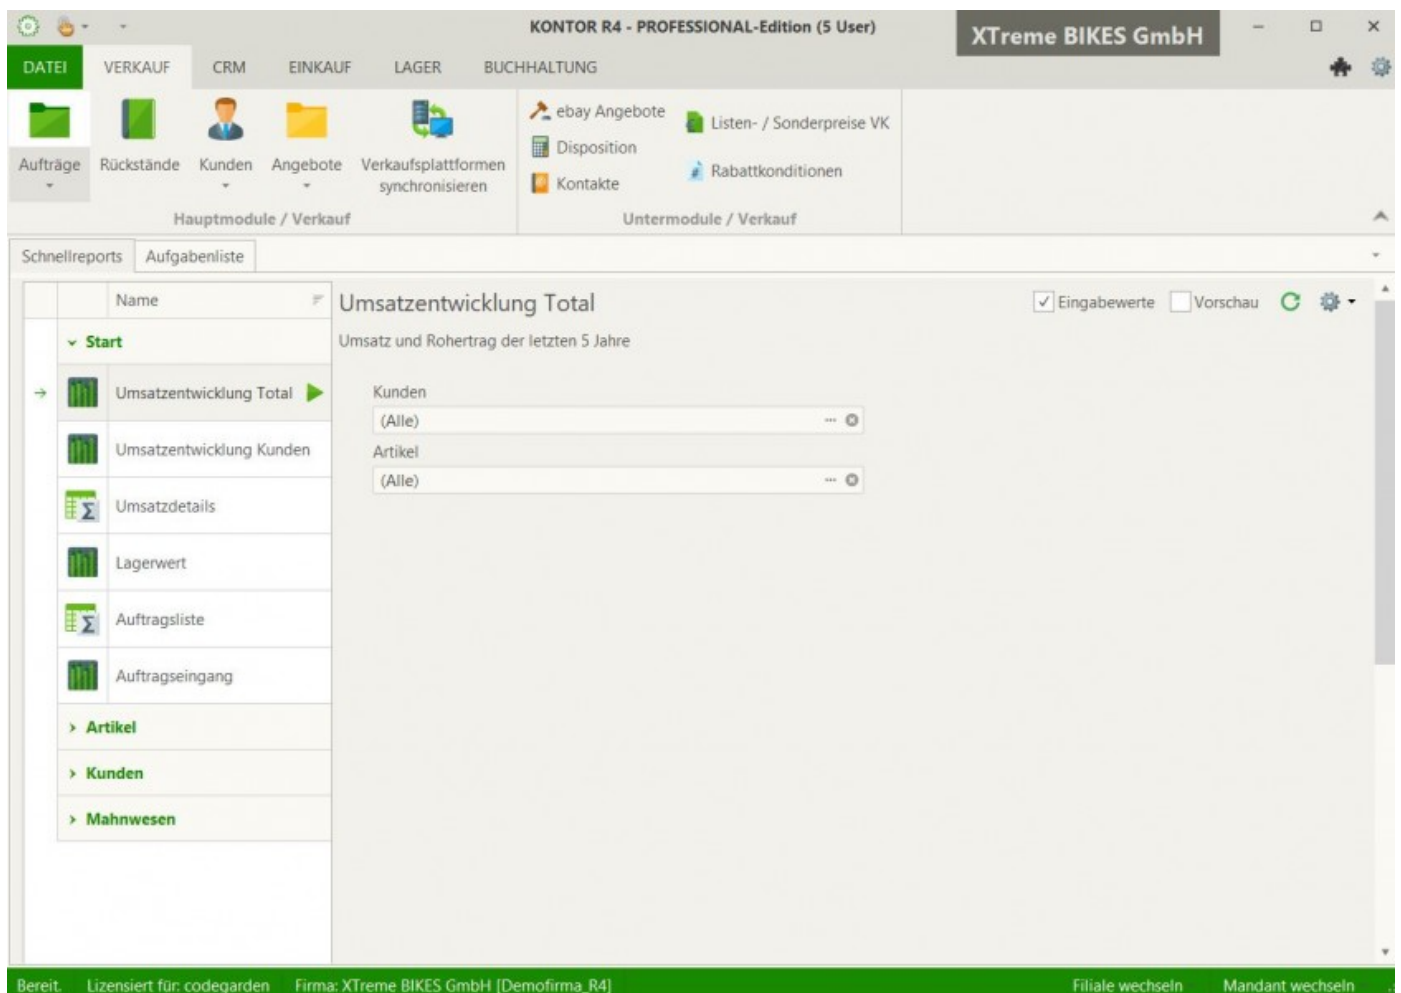 KONTOR R4 - PROFESSIONAL-Edition (5 User)
XTreme BIKES GmbH
DATEI VERKAUF CRM EINKAUF LAGER BUCHHALTUNG
Aufträge
Rückstände
Kunden
Angebote
Verkaufsplattformen
synchronisieren
Hauptmodule / Verkauf
ebay Angebote
Disposition
Kontakte
Listen- / Sonderpreise VK
Rabattkonditionen
Untermodule / Verkauf
Schnellreports Aufgabenliste
Name
Start
Umsatzentwicklung Total
Umsatzentwicklung Kunden
Umsatzdetails
Lagerwert
Auftragsliste
Auftragseingang
Artikel
Kunden
Mahnwesen
Umsatzentwicklung Total
Eingabewerte Vorschau
Umsatz und Rohertrag der letzten 5 Jahre
Kunden
(Alle)
Artikel
(Alle)
Bereit. Lizensiert für: codegarden Firma: XTreme BIKES GmbH [Demofirma_R4] Filiale wechseln Mandant wechseln